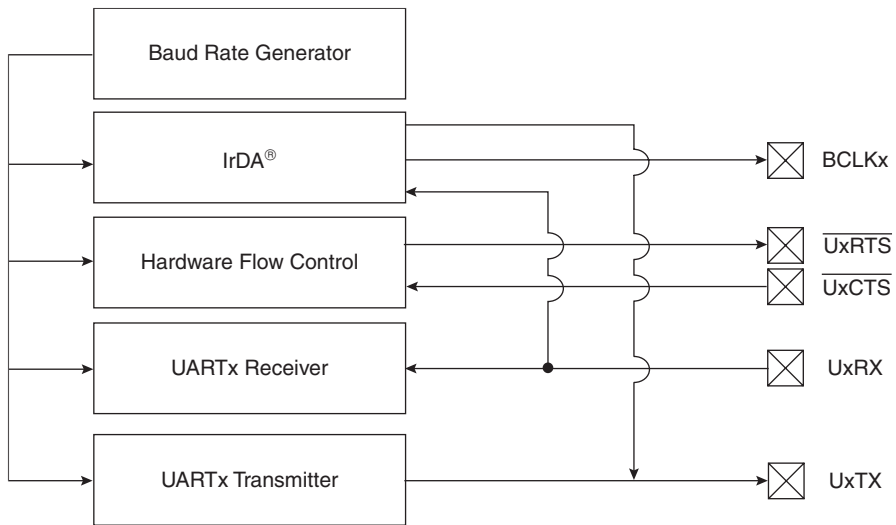 Baud Rate Generator
IrDA®
BCLKx
Hardware Flow Control
UxRTS
UxCTS
UARTx Receiver
UxRX
UARTx Transmitter
UxTX